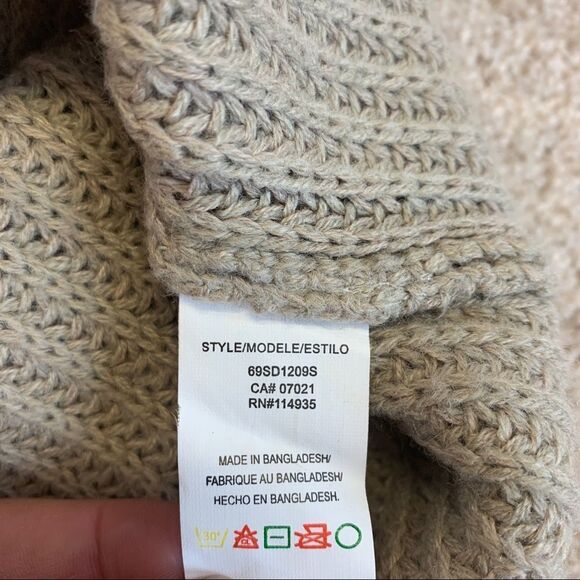 STYLE/MODELE/ESTILO
69SD1209S
CA# 07021
RN#114935
MADE IN BANGLADESH/
FABRIQUE AU BANGLADESH/
HECHO EN BANGLADESH.
30°
CL